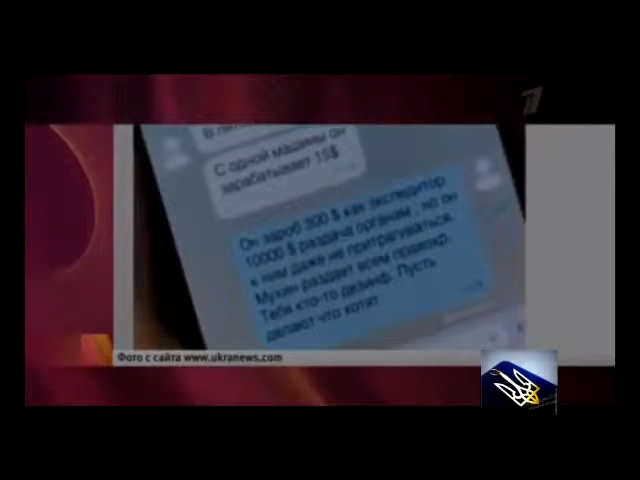 С одной машины он
зарабатывает 15$
Он зароб 300 $ как экспедитор
10000 $ раздача органам , но он
к ним даже не притрагивается.
Мухин раздает всем правохр.
Тебя кто-то дезинф. Пусть
делают что хотят
Фото с сайта www.ukranews.com